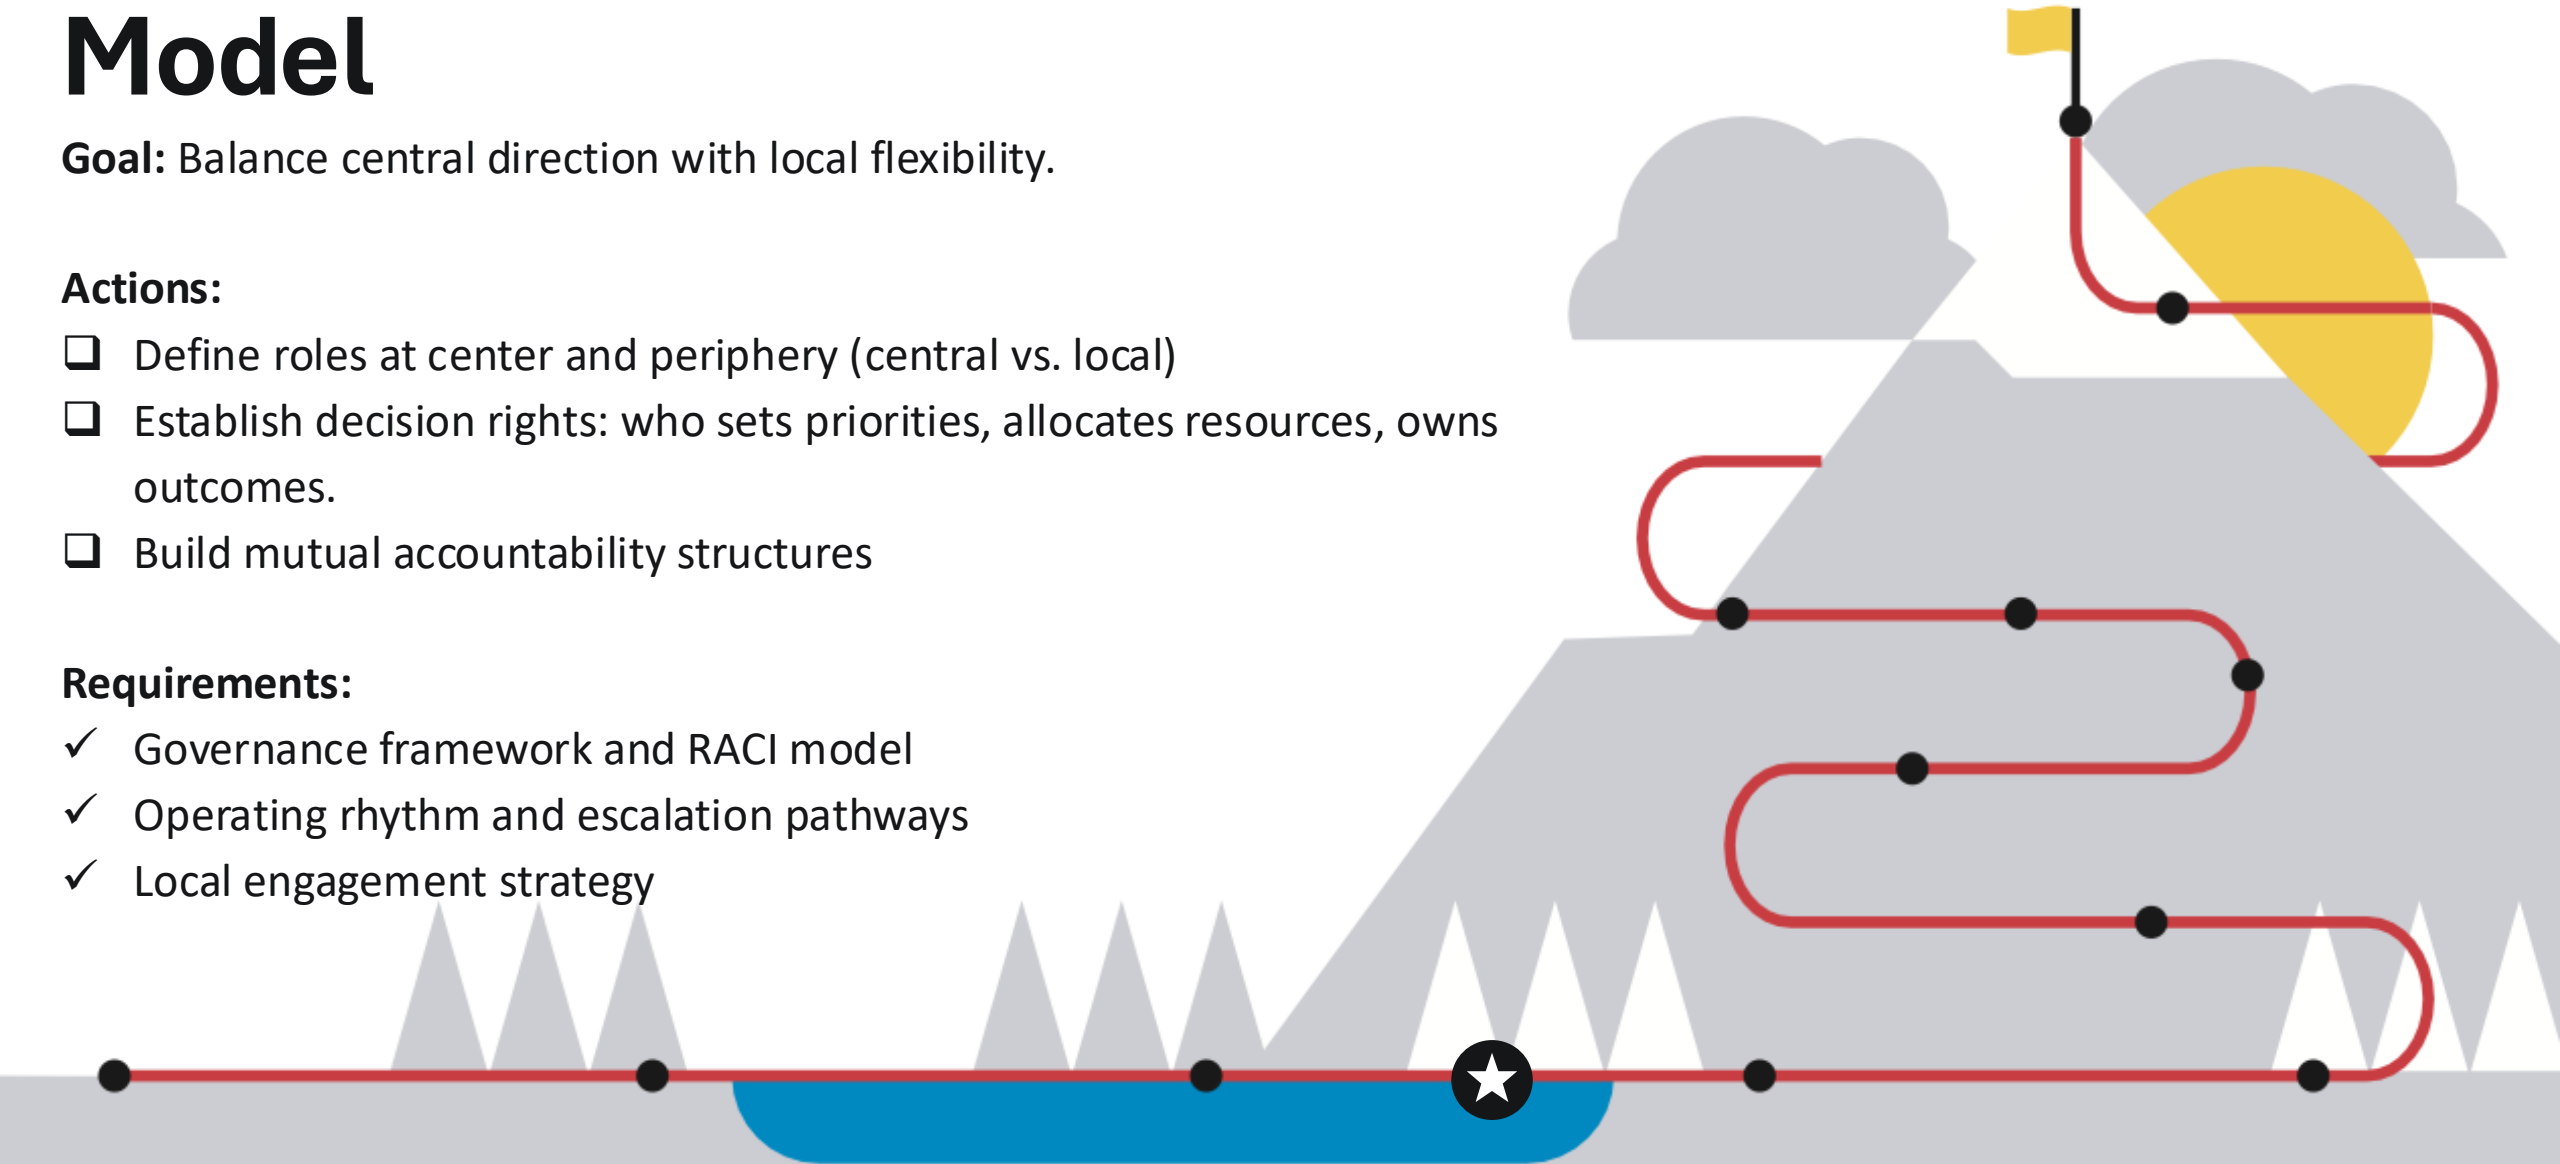 Model
Goal: Balance central direction with local flexibility.
Actions:
❑ Define roles at center and periphery (central vs. local)
❑ Establish decision rights: who sets priorities, allocates resources, owns
outcomes.
❑ Build mutual accountability structures
Requirements:
✓ Governance framework and RACI model
✓ Operating rhythm and escalation pathways
✓ Local engagement strategy